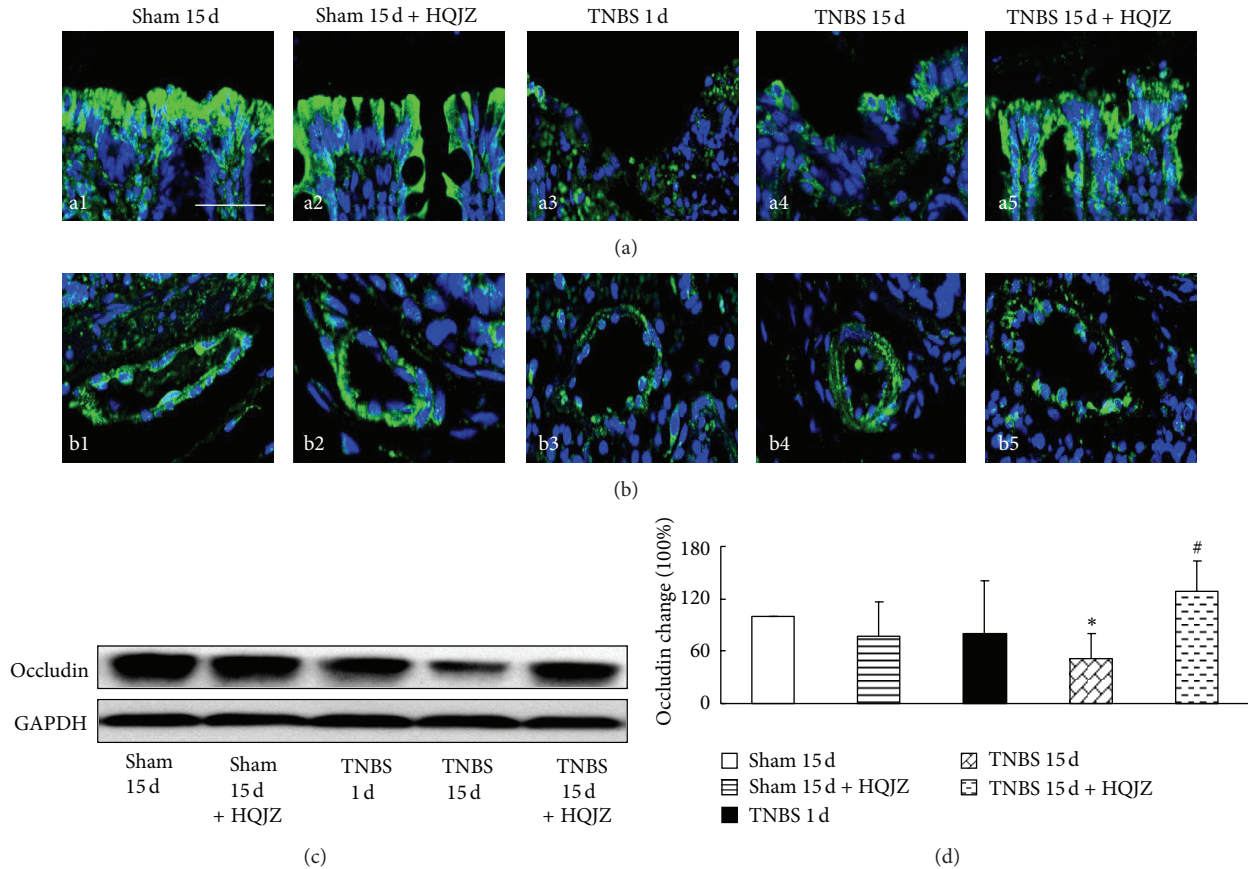 Sham 15 d
Sham 15 d + HQJZ
TNBS 1 d
TNBS 15 d
TNBS 15 d + HQJZ
a1
a2
a3
a4
a5
(a)
b1
b2
b3
b4
b5
(b)
Occludin
GAPDH
Sham
15 d
Sham
15 d
+ HQJZ
TNBS
1 d
TNBS
15 d
TNBS
15 d
+ HQJZ
(c)
Occludin change (100%)
180
120
60
0
*
#
Sham 15 d
Sham 15 d + HQJZ
TNBS 1 d
TNBS 15 d
TNBS 15 d + HQJZ
(d)